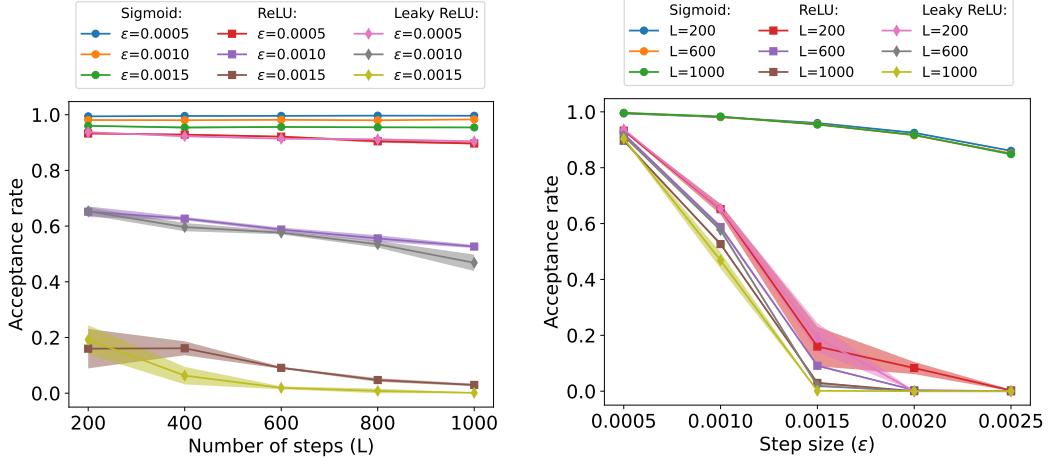 Sigmoid: ReLU: Leaky ReLU:
ε=0.0005 ε=0.0005 ε=0.0005
ε=0.0010 ε=0.0010 ε=0.0010
ε=0.0015 ε=0.0015 ε=0.0015
1.0
0.8
0.6
0.4
0.2
0.0
Acceptance rate
200 400 600 800 1000
Number of steps (L)
Sigmoid: ReLU: Leaky ReLU:
L=200 L=200 L=200
L=600 L=600 L=600
L=1000 L=1000 L=1000
1.0
0.8
0.6
0.4
0.2
0.0
Acceptance rate
0.0005 0.0010 0.0015 0.0020 0.0025
Step size (ε)